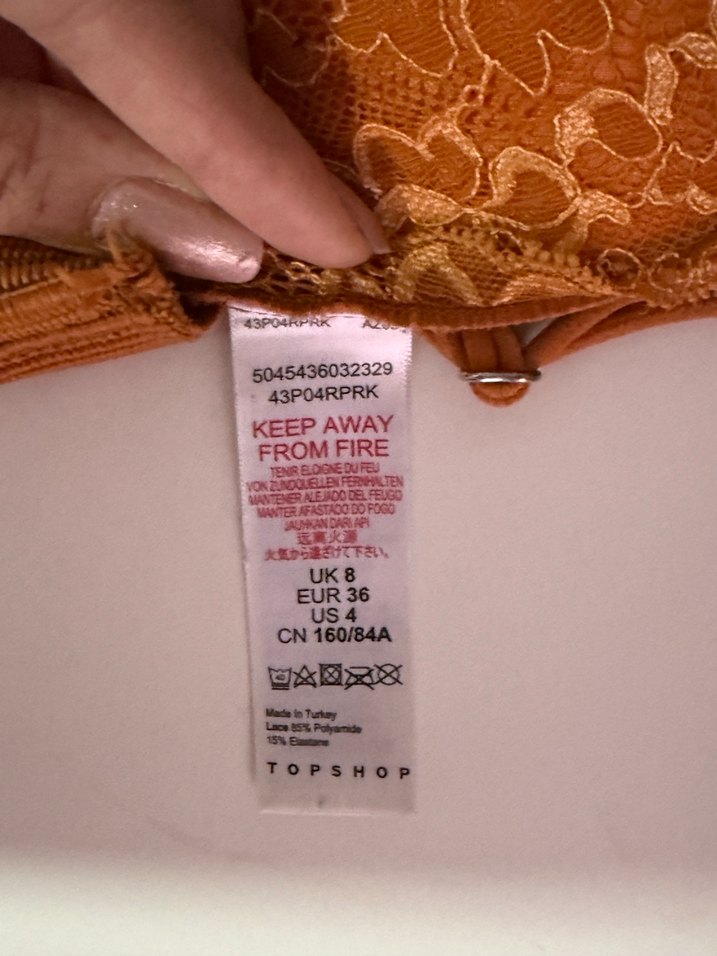 43P04RPRK
5045436032329
43P04RPRK
KEEP AWAY
FROM FIRE
TENIR ELOIGNE DU FEU
VON ZUNDQUELLEN FERNHALTEN
MANTENER ALEJADO DEL FEUGO
MANTER AFASTADO DO FOGO
JAUHKAN DARI API
远离火源
火気から遠ざけて下さい。
UK 8
EUR 36
US 4
CN 160/84A
40
Made In Turkey
Lace 85% Polyamide
15% Elastane
TOPSHOP